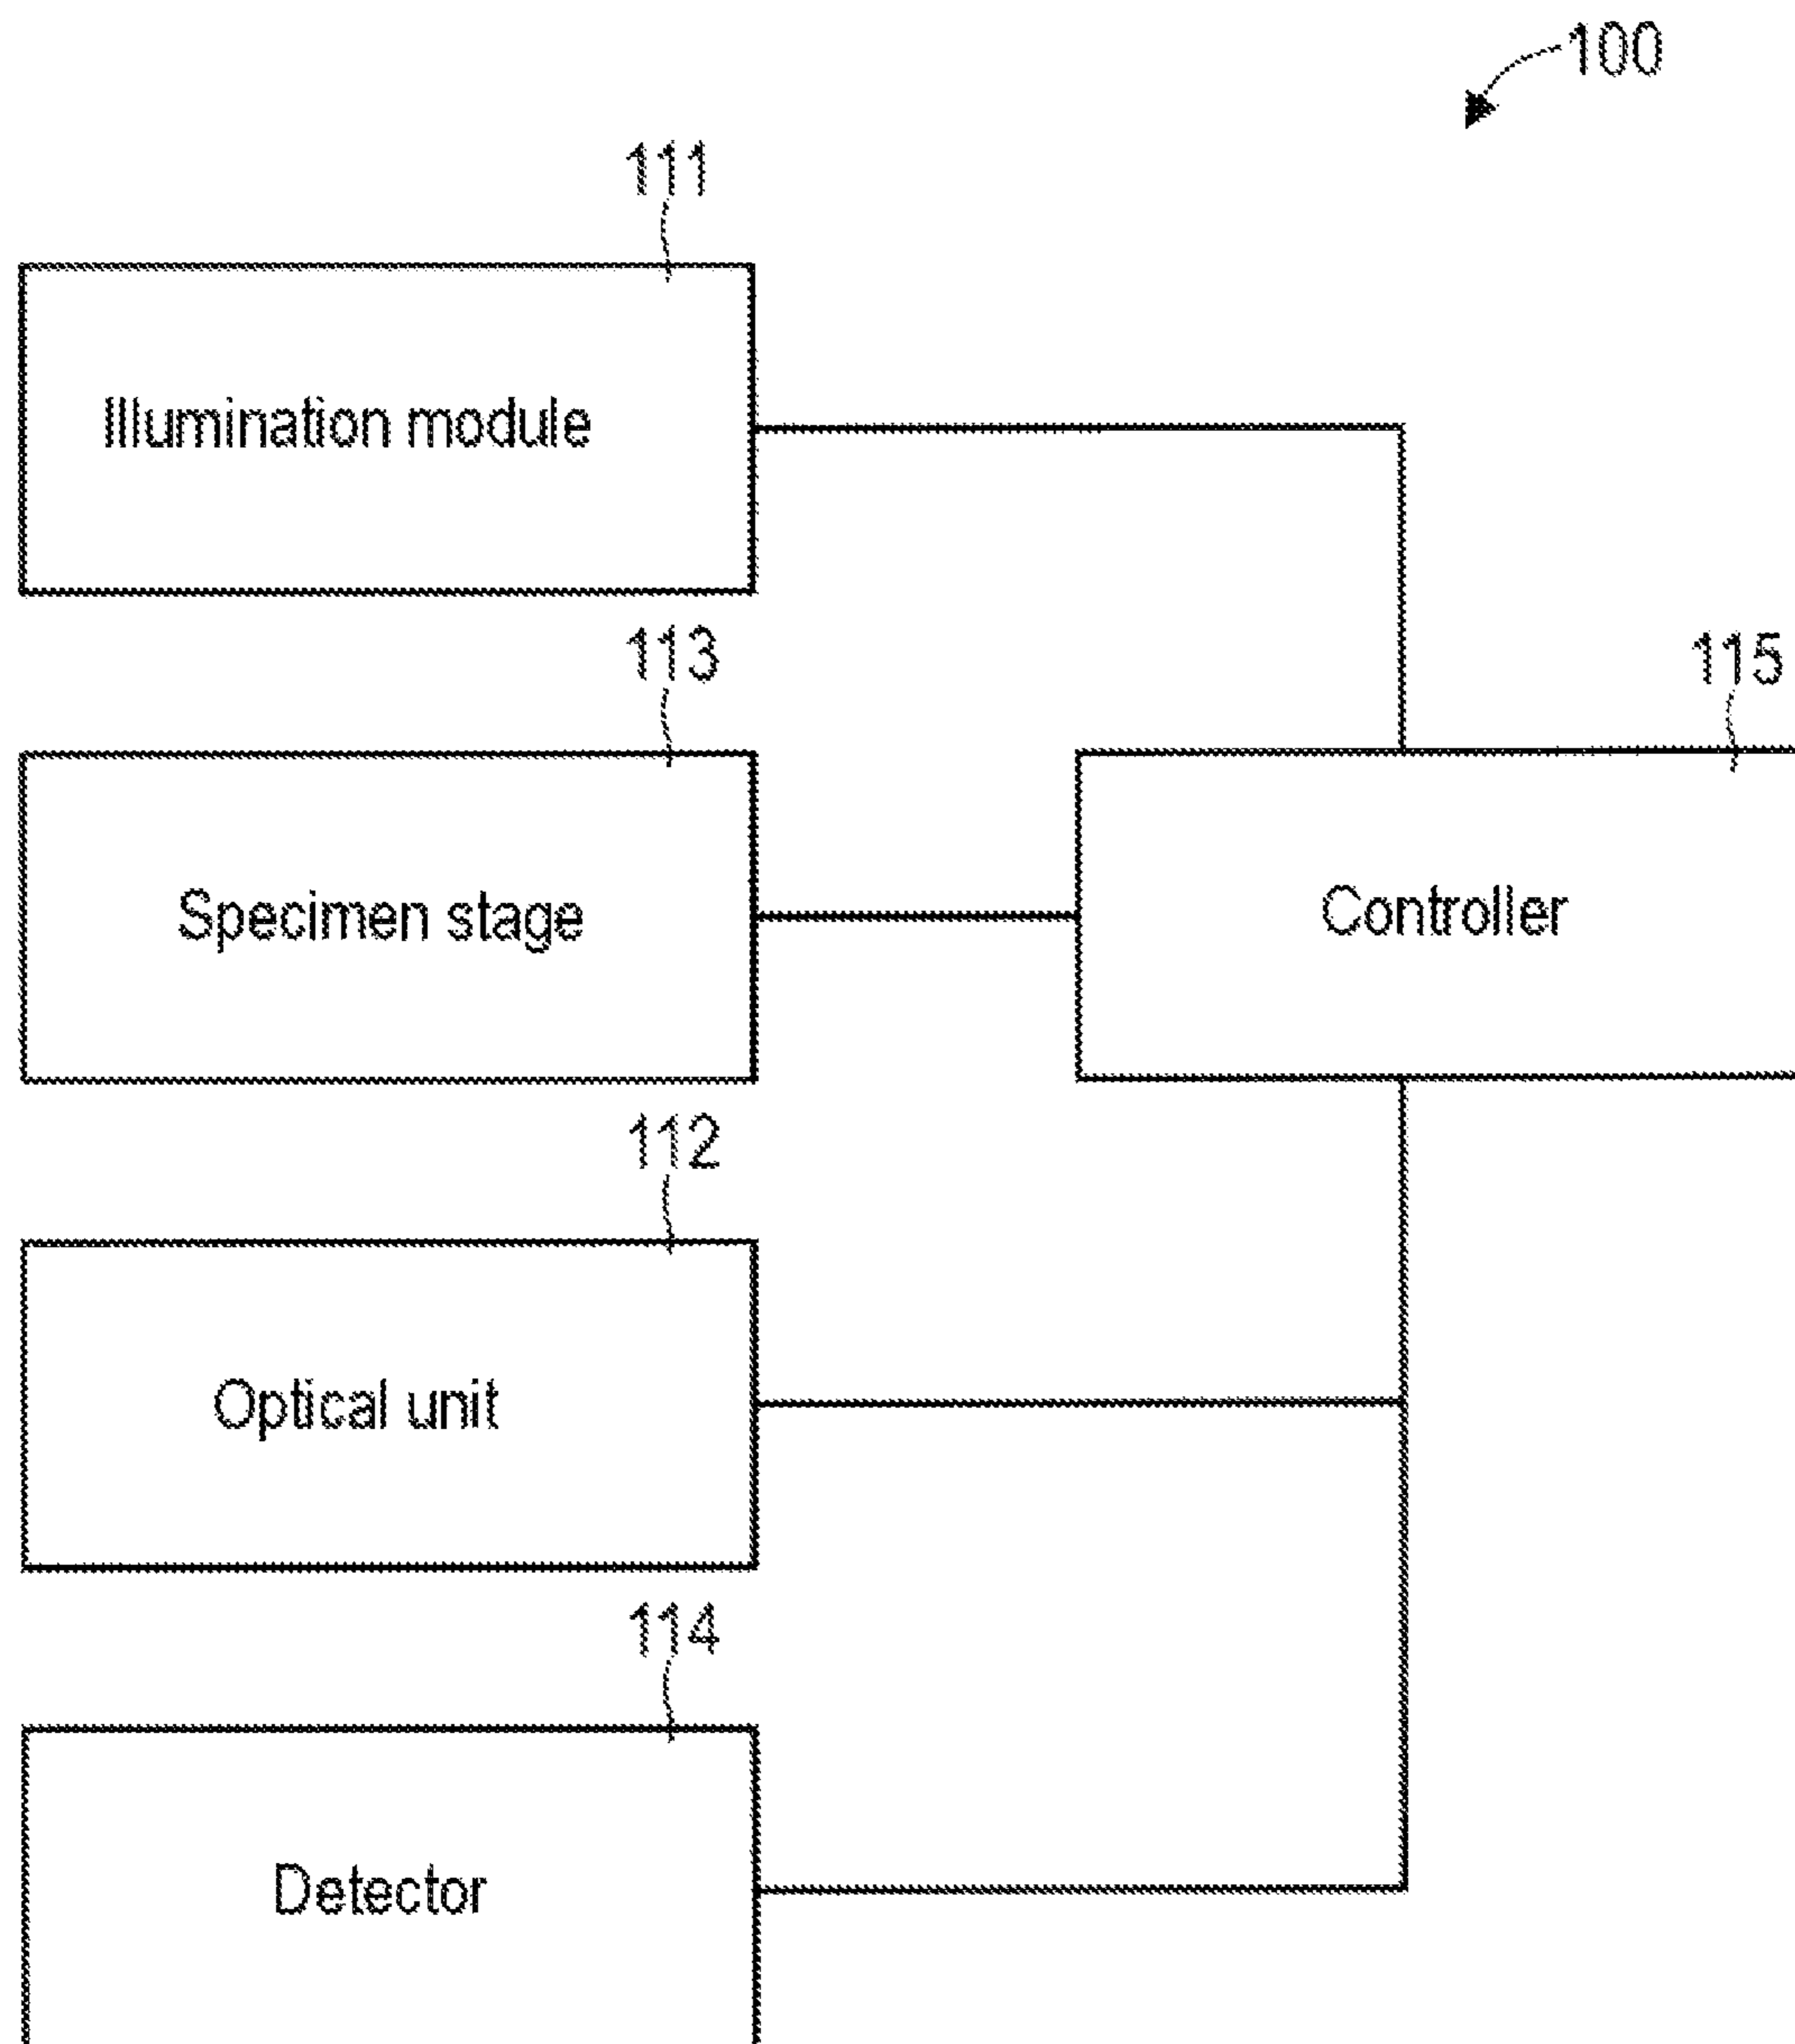 100
111
Illumination module
113
115
Specimen stage
Controller
112
Optical unit
114
Detector